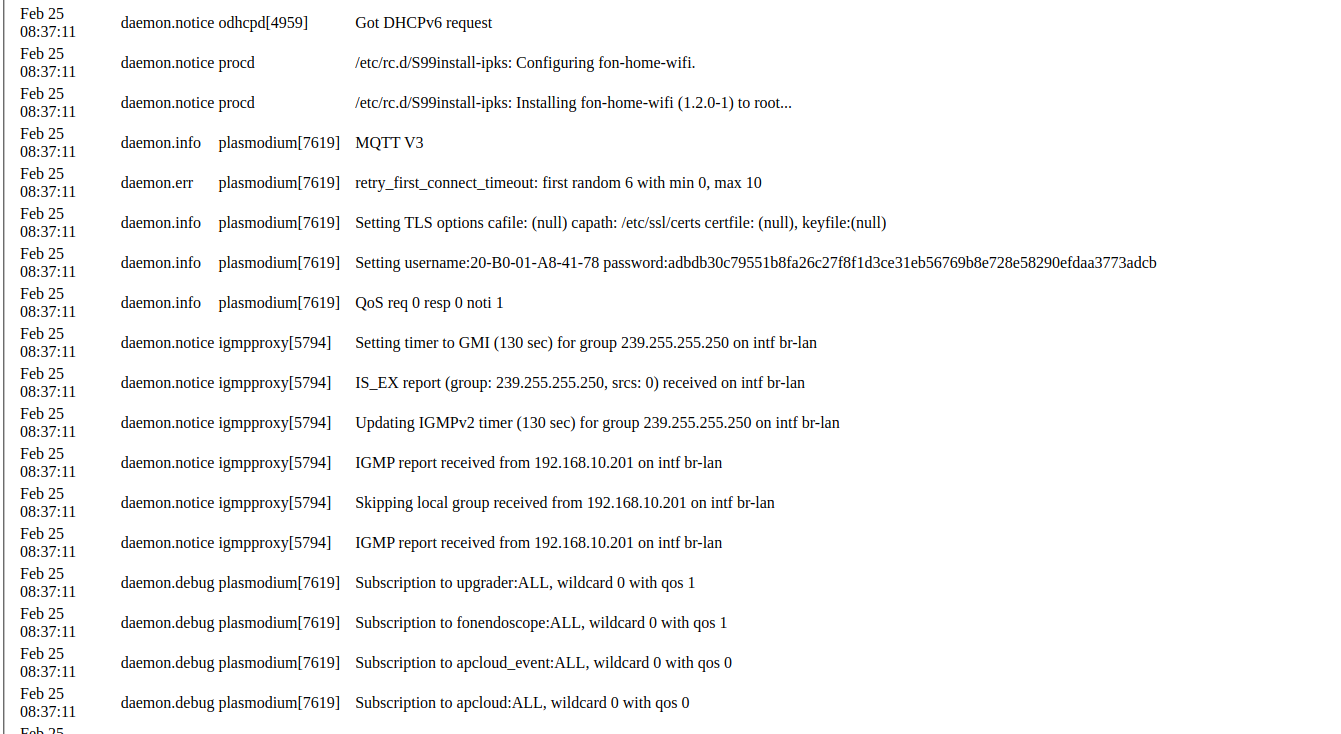 Feb 25 08:37:11 daemon.notice odhcpd[4959] Got DHCPv6 request
Feb 25 08:37:11 daemon.notice procd /etc/rc.d/S99install-ipks: Configuring fon-home-wifi.
Feb 25 08:37:11 daemon.notice procd /etc/rc.d/S99install-ipks: Installing fon-home-wifi (1.2.0-1) to root...
Feb 25 08:37:11 daemon.info plasmodium[7619] MQTT V3
Feb 25 08:37:11 daemon.err plasmodium[7619] retry_first_connect_timeout: first random 6 with min 0, max 10
Feb 25 08:37:11 daemon.info plasmodium[7619] Setting TLS options cafile: (null) capath: /etc/ssl/certs certfile: (null), keyfile:(null)
Feb 25 08:37:11 daemon.info plasmodium[7619] Setting username:20-B0-01-A8-41-78 password:adbdb30c79551b8fa26c27f8f1d3ce31eb56769b8e728e58290efdaa3773adcb
Feb 25 08:37:11 daemon.info plasmodium[7619] QoS req 0 resp 0 noti 1
Feb 25 08:37:11 daemon.notice igmpproxy[5794] Setting timer to GMI (130 sec) for group 239.255.255.250 on intf br-lan
Feb 25 08:37:11 daemon.notice igmpproxy[5794] IS_EX report (group: 239.255.255.250, srcs: 0) received on intf br-lan
Feb 25 08:37:11 daemon.notice igmpproxy[5794] Updating IGMPv2 timer (130 sec) for group 239.255.255.250 on intf br-lan
Feb 25 08:37:11 daemon.notice igmpproxy[5794] IGMP report received from 192.168.10.201 on intf br-lan
Feb 25 08:37:11 daemon.notice igmpproxy[5794] Skipping local group received from 192.168.10.201 on intf br-lan
Feb 25 08:37:11 daemon.notice igmpproxy[5794] IGMP report received from 192.168.10.201 on intf br-lan
Feb 25 08:37:11 daemon.debug plasmodium[7619] Subscription to upgrader:ALL, wildcard 0 with qos 1
Feb 25 08:37:11 daemon.debug plasmodium[7619] Subscription to fonendoscope:ALL, wildcard 0 with qos 1
Feb 25 08:37:11 daemon.debug plasmodium[7619] Subscription to apcloud_event:ALL, wildcard 0 with qos 0
Feb 25 08:37:11 daemon.debug plasmodium[7619] Subscription to apcloud:ALL, wildcard 0 with qos 0
Feb 25